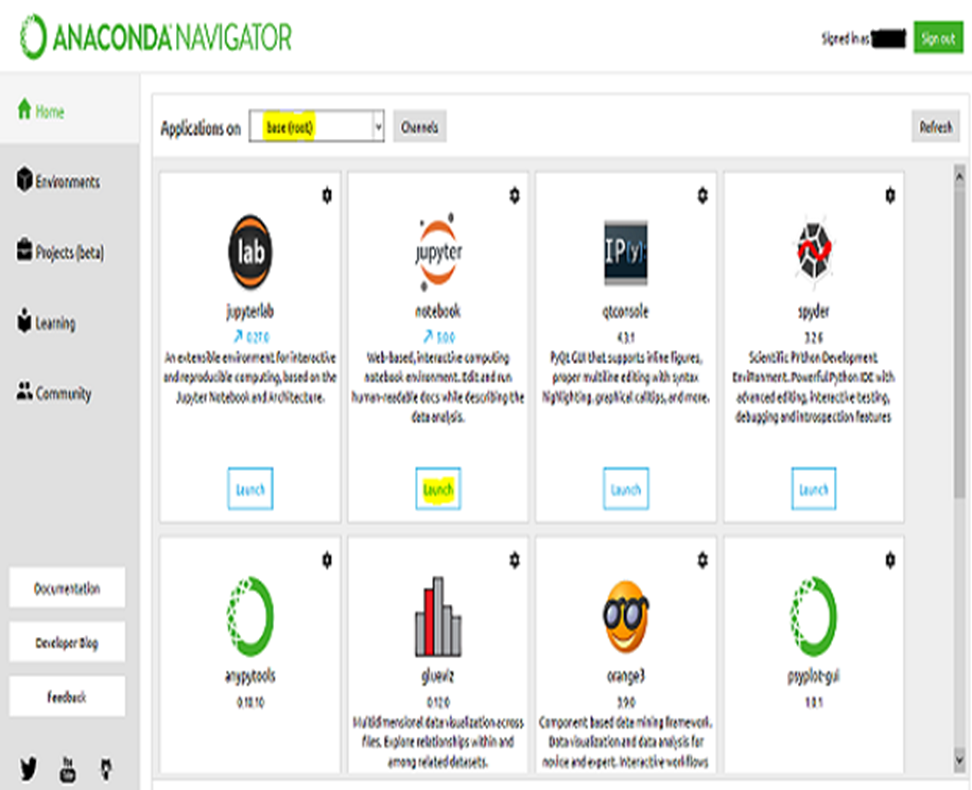 ANACONDA NAVIGATOR
Signed in as
Sign out
Home
Environments
Projects (beta)
Learning
Community
Documentation
Developer Blog
Feedback
Applications on
base (root)
Channels
Refresh
lab
jupyterlab
0.27.0
An extensible environment for interactive
and reproducible computing, based on the
Jupyter Notebook and Architecture.
Launch
jupyter
notebook
5.0.0
Web-based, interactive computing
notebook environment. Edit and run
human-readable docs while describing the
data analysis.
Launch
IP[y]:
qtconsole
4.3.1
PyQt GUI that supports inline figures,
proper multiline editing with syntax
highlighting, graphical calltips, and more.
Launch
spyder
3.2.6
Scientific PYthon Development
EnviRonment. Powerful Python IDE with
advanced editing, interactive testing,
debugging and introspection features
Launch
anypytools
0.10.10
glueviz
0.12.0
Multidimensional data visualization across
files. Explore relationships within and
among related datasets.
orange3
3.9.0
Component based data mining framework.
Data visualization and data analysis for
novice and expert. Interactive workflows
psyplot-gui
1.0.1